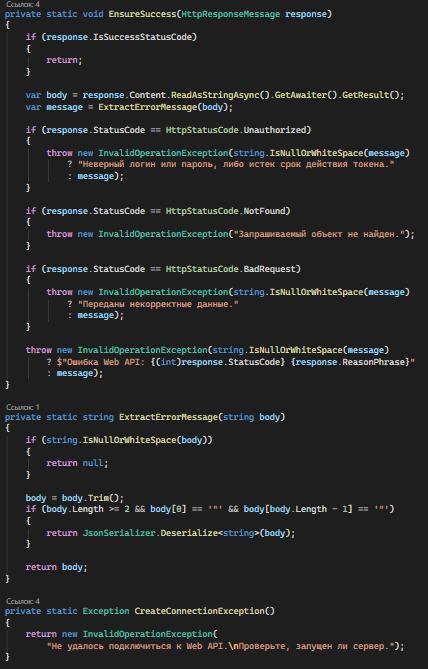 Ссылок: 4
private static void EnsureSuccess(HttpResponseMessage response)
{
    if (response.IsSuccessStatusCode)
    {
        return;
    }

    var body = response.Content.ReadAsStringAsync().GetAwaiter().GetResult();
    var message = ExtractErrorMessage(body);

    if (response.StatusCode == HttpStatusCode.Unauthorized)
    {
        throw new InvalidOperationException(string.IsNullOrWhiteSpace(message)
            ? "Неверный логин или пароль, либо истек срок действия токена."
            : message);
    }

    if (response.StatusCode == HttpStatusCode.NotFound)
    {
        throw new InvalidOperationException("Запрашиваемый объект не найден.");
    }

    if (response.StatusCode == HttpStatusCode.BadRequest)
    {
        throw new InvalidOperationException(string.IsNullOrWhiteSpace(message)
            ? "Переданы некорректные данные."
            : message);
    }

    throw new InvalidOperationException(string.IsNullOrWhiteSpace(message)
        ? $"Ошибка Web API: {(int)response.StatusCode} {response.ReasonPhrase}"
        : message);
}

Ссылок: 1
private static string ExtractErrorMessage(string body)
{
    if (string.IsNullOrWhiteSpace(body))
    {
        return null;
    }

    body = body.Trim();
    if (body.Length >= 2 && body[0] == '"' && body[body.Length - 1] == '"')
    {
        return JsonSerializer.Deserialize<string>(body);
    }

    return body;
}

Ссылок: 4
private static Exception CreateConnectionException()
{
    return new InvalidOperationException(
        "Не удалось подключиться к Web API.\nПроверьте, запущен ли сервер.");
}